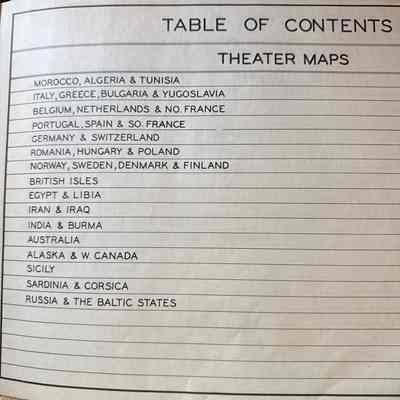 TABLE OF CONTENTS
THEATER MAPS
MOROCCO, ALGERIA & TUNISIA
ITALY, GREECE, BULGARIA & YUGOSLAVIA
BELGIUM, NETHERLANDS & NO. FRANCE
PORTUGAL, SPAIN & SO. FRANCE
GERMANY & SWITZERLAND
ROMANIA, HUNGARY & POLAND
NORWAY, SWEDEN, DENMARK & FINLAND
BRITISH ISLES
EGYPT & LIBIA
IRAN & IRAQ
INDIA & BURMA
AUSTRALIA
ALASKA & W. CANADA
SICILY
SARDINIA & CORSICA
RUSSIA & THE BALTIC STATES